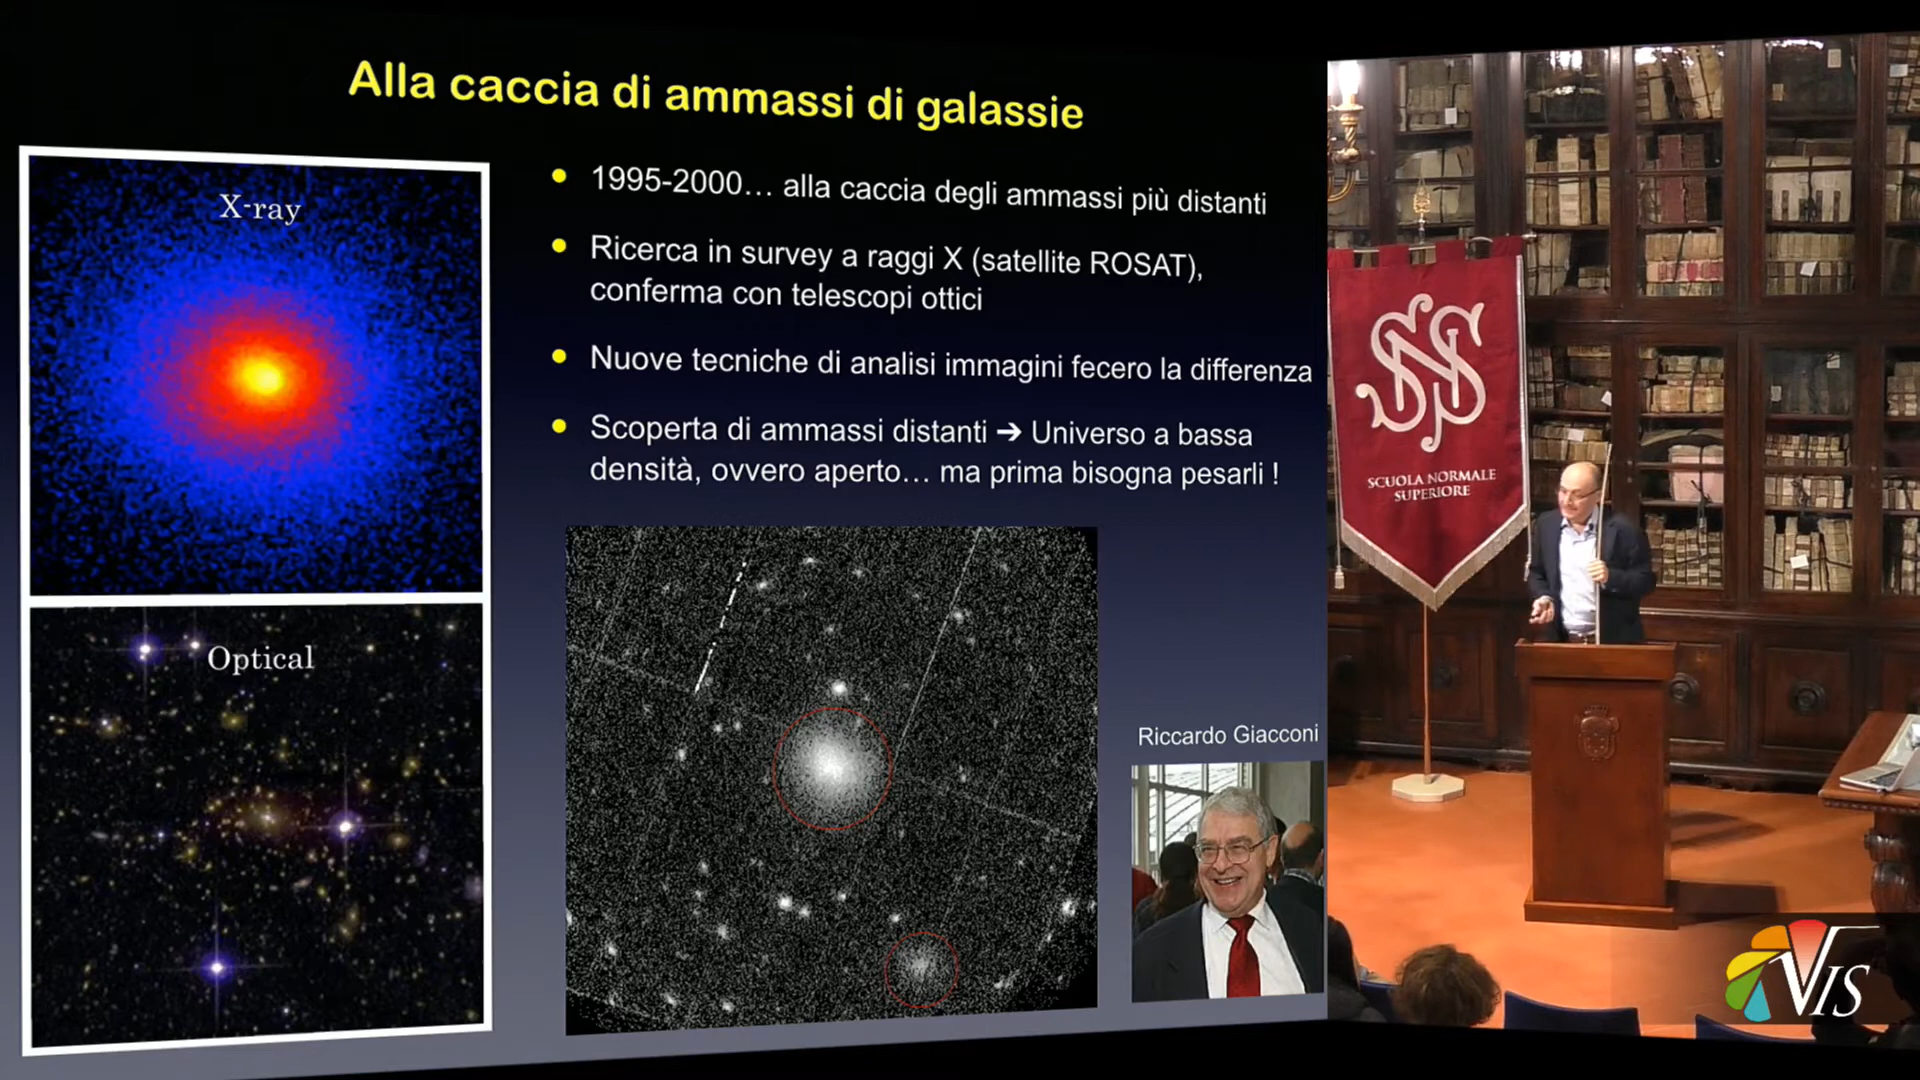 Alla caccia di ammassi di galassie
X-ray
1995-2000… alla caccia degli ammassi più distanti
Ricerca in survey a raggi X (satellite ROSAT),
conferma con telescopi ottici
Nuove tecniche di analisi immagini fecero la differenza
Scoperta di ammassi distanti ➔ Universo a bassa
densità, ovvero aperto… ma prima bisogna pesarli !
Optical
Riccardo Giacconi
SNS
SCUOLA NORMALE
SUPERIORE
VIS